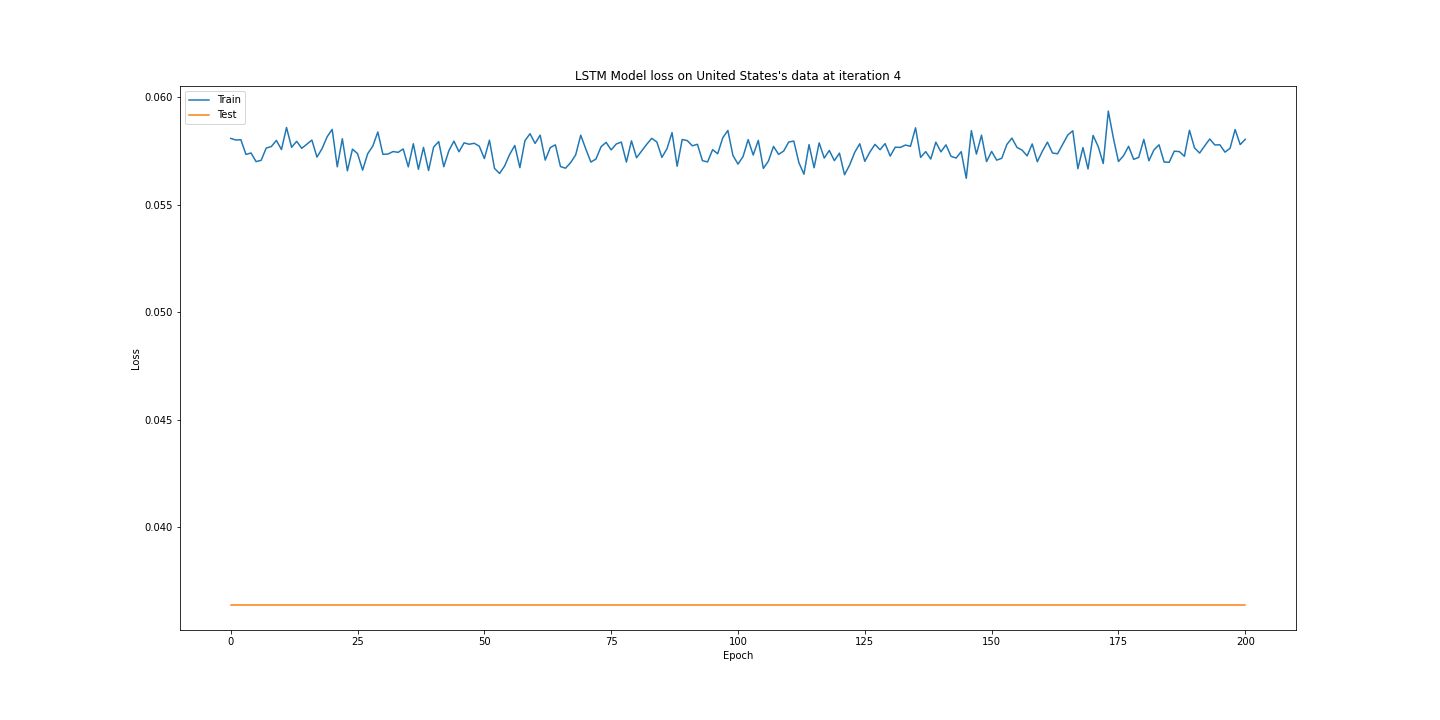 LSTM Model loss on United States's data at iteration 4
Train
Test
0.060
0.055
0.050
0.045
0.040
Loss
0 25 50 75 100 125 150 175 200
Epoch